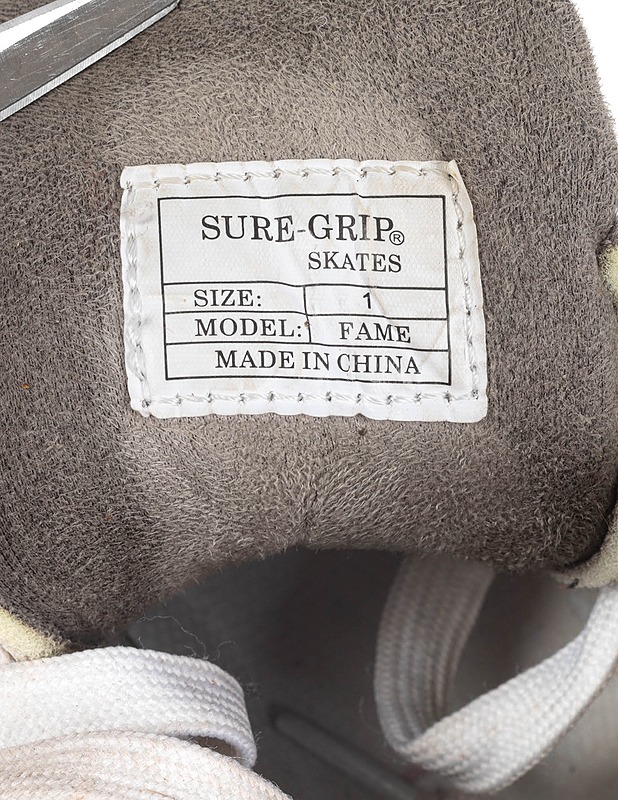 SURE-GRIP®
SKATES
SIZE: 1
MODEL: FAME
MADE IN CHINA